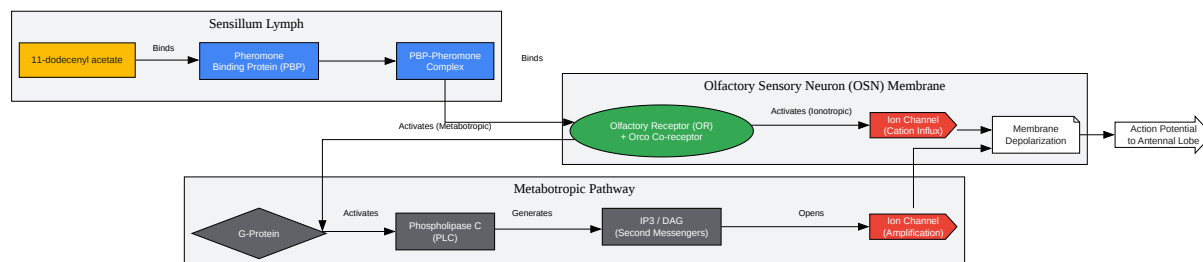 Sensillum Lymph
11-dodecenyl acetate
Binds
Pheromone
Binding Protein (PBP)
PBP-Pheromone
Complex
Binds
Olfactory Sensory Neuron (OSN) Membrane
Olfactory Receptor (OR)
+ Orco Co-receptor
Activates (Ionotropic)
Ion Channel
(Cation Influx)
Membrane
Depolarization
Action Potential
to Antennal Lobe
Activates (Metabotropic)
Metabotropic Pathway
G-Protein
Activates
Phospholipase C
(PLC)
Generates
IP3 / DAG
(Second Messengers)
Opens
Ion Channel
(Amplification)